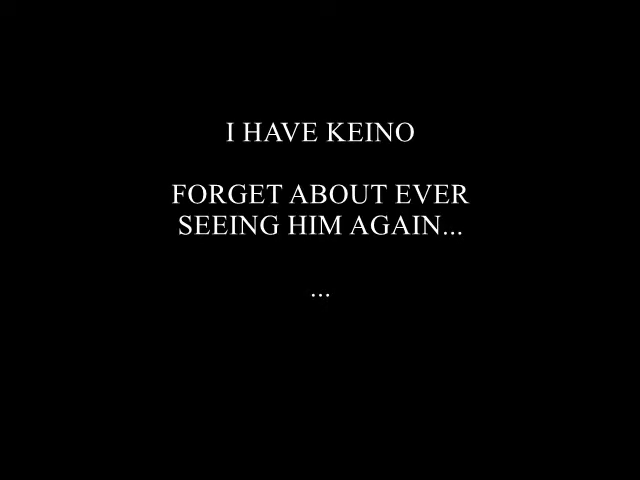 I HAVE KEINO
FORGET ABOUT EVER
SEEING HIM AGAIN...
...